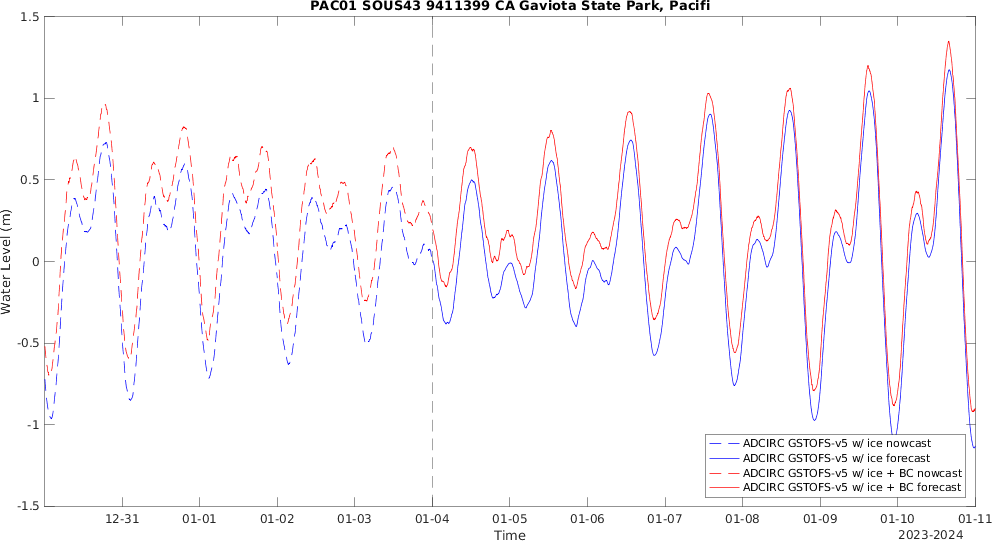 PAC01 SOUS43 9411399 CA Gaviota State Park, Pacifi
1.5
1
0.5
0
-0.5
-1
-1.5
Water Level (m)
12-31 01-01 01-02 01-03 01-04 01-05 01-06 01-07 01-08 01-09 01-10 01-11
Time
2023-2024
ADCIRC GSTOFS-v5 w/ ice nowcast
ADCIRC GSTOFS-v5 w/ ice forecast
ADCIRC GSTOFS-v5 w/ ice + BC nowcast
ADCIRC GSTOFS-v5 w/ ice + BC forecast